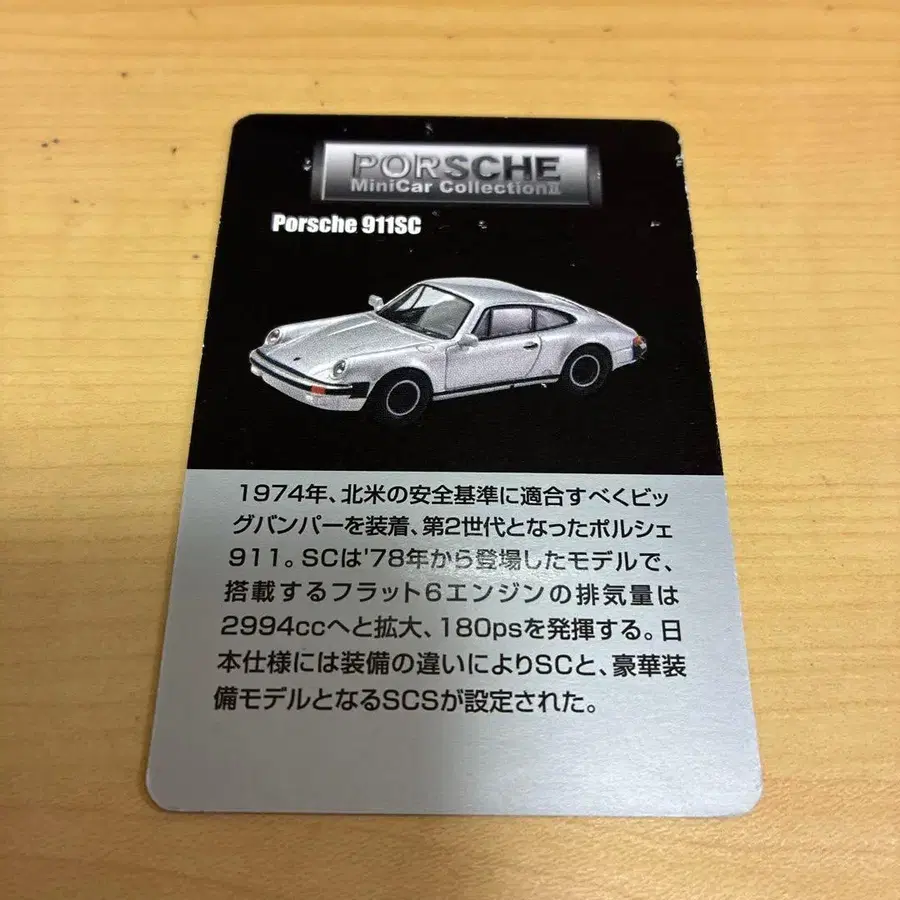 PORSCHE
MiniCar CollectionⅡ
Porsche 911SC
1974年、北米の安全基準に適合すべくビッ
グバンパーを装着、第2世代となったポルシェ
911。SCは'78年から登場したモデルで、
搭載するフラット6エンジンの排気量は
2994ccへと拡大、180psを発揮する。日
本仕様には装備の違いによりSCと、豪華装
備モデルとなるSCSが設定された。